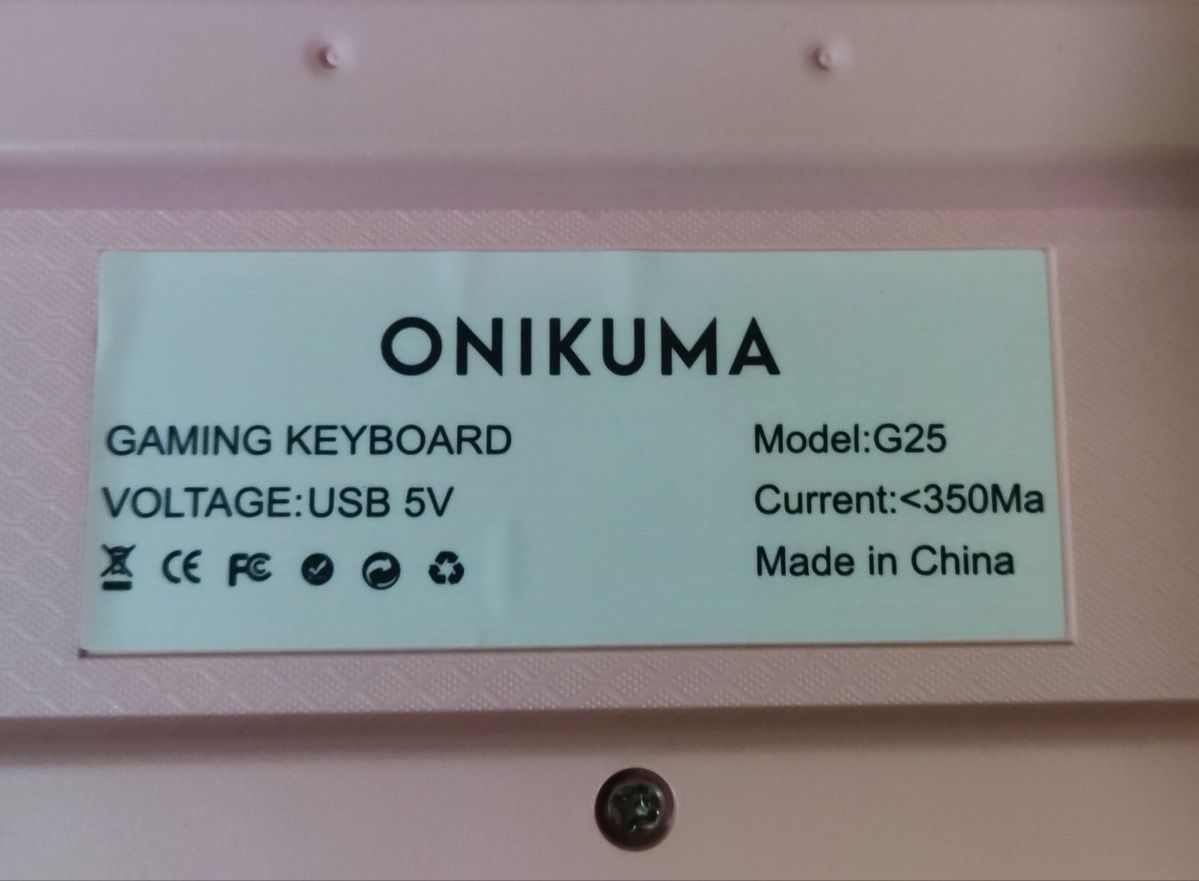 ONIKUMA
GAMING KEYBOARD
Model:G25
VOLTAGE:USB 5V
Current:<350Ma
CE FC
Made in China